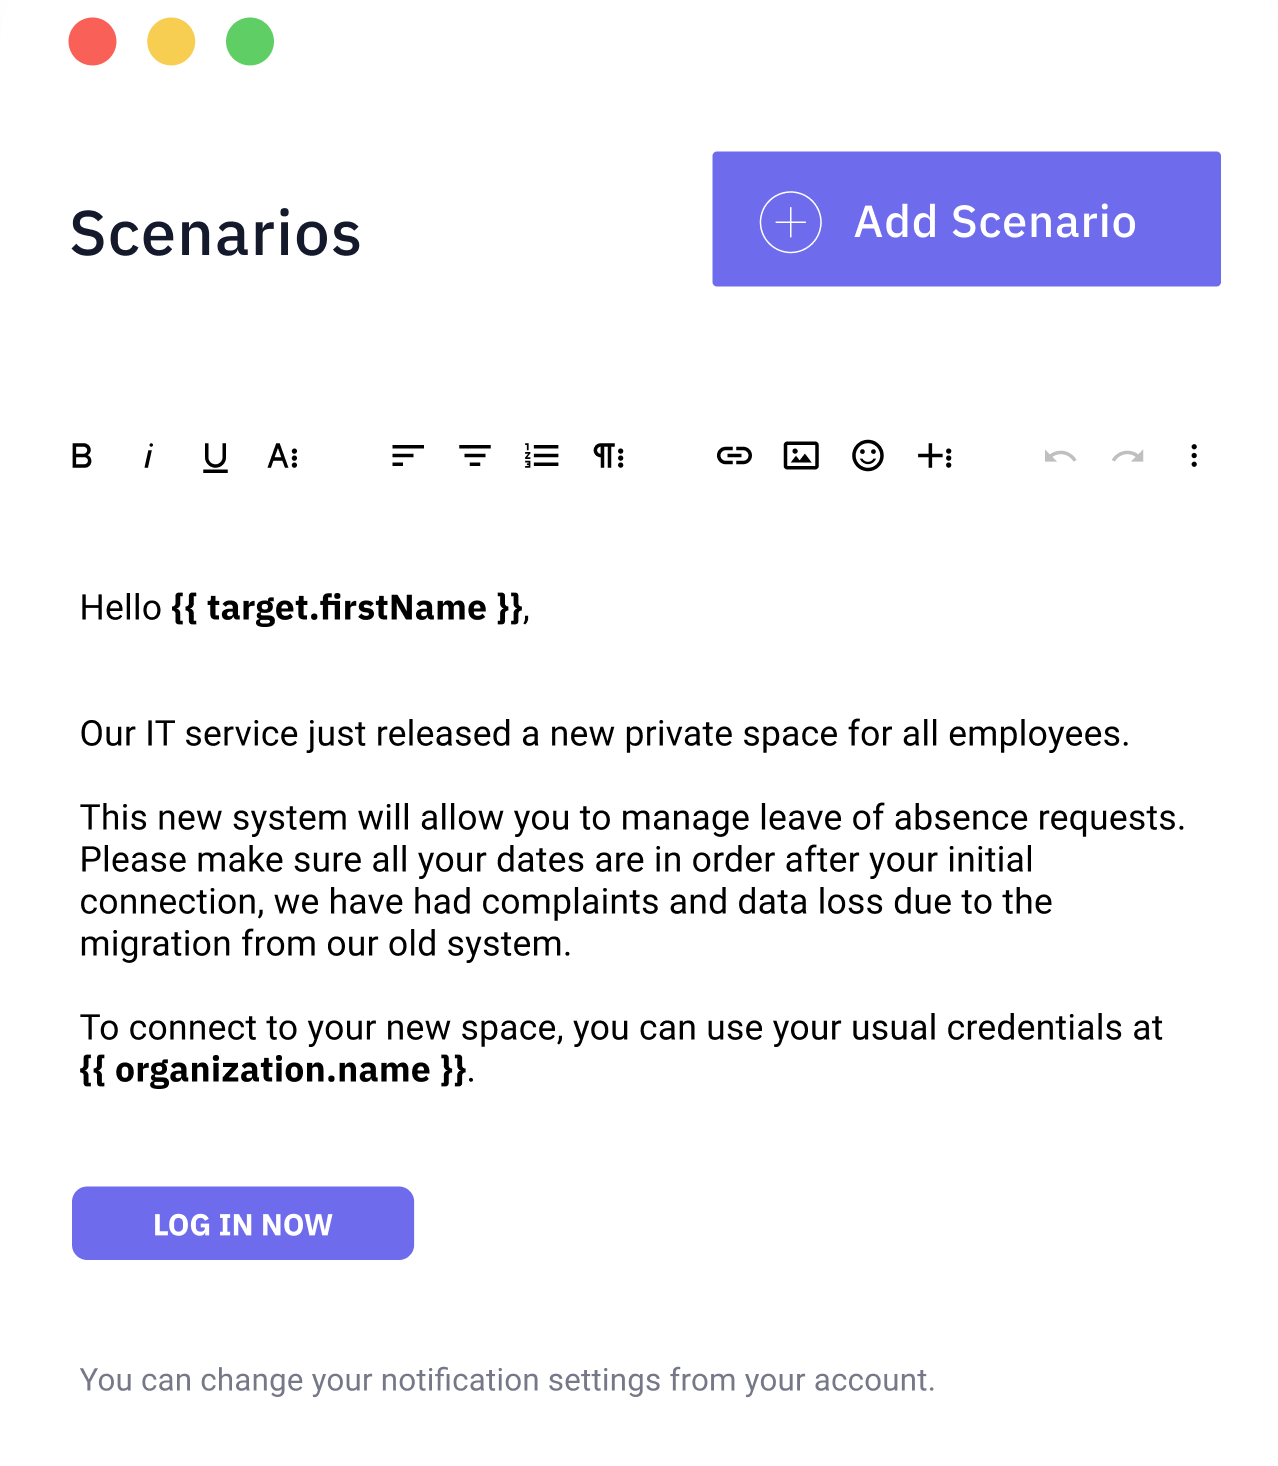 Scenarios
Add Scenario
Hello {{ target.firstName }},
Our IT service just released a new private space for all employees.
This new system will allow you to manage leave of absence requests.
Please make sure all your dates are in order after your initial
connection, we have had complaints and data loss due to the
migration from our old system.
To connect to your new space, you can use your usual credentials at
{{ organization.name }}.
LOG IN NOW
You can change your notification settings from your account.